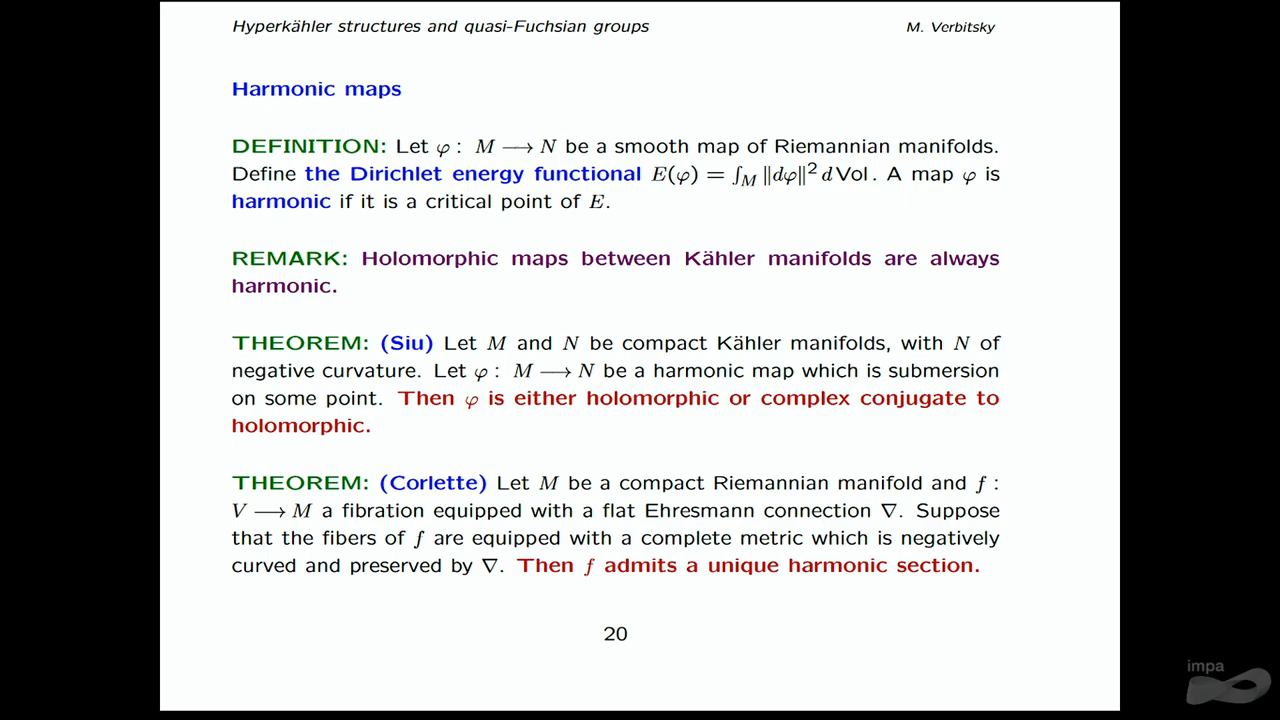 Hyperkähler structures and quasi-Fuchsian groups M. Verbitsky
Harmonic maps
DEFINITION: Let φ : M ⟶ N be a smooth map of Riemannian manifolds.
Define the Dirichlet energy functional E(φ) = ∫_M ‖dφ‖² d Vol. A map φ is
harmonic if it is a critical point of E.
REMARK: Holomorphic maps between Kähler manifolds are always
harmonic.
THEOREM: (Siu) Let M and N be compact Kähler manifolds, with N of
negative curvature. Let φ : M ⟶ N be a harmonic map which is submersion
on some point. Then φ is either holomorphic or complex conjugate to
holomorphic.
THEOREM: (Corlette) Let M be a compact Riemannian manifold and f :
V ⟶ M a fibration equipped with a flat Ehresmann connection ∇. Suppose
that the fibers of f are equipped with a complete metric which is negatively
curved and preserved by ∇. Then f admits a unique harmonic section.
20
impa